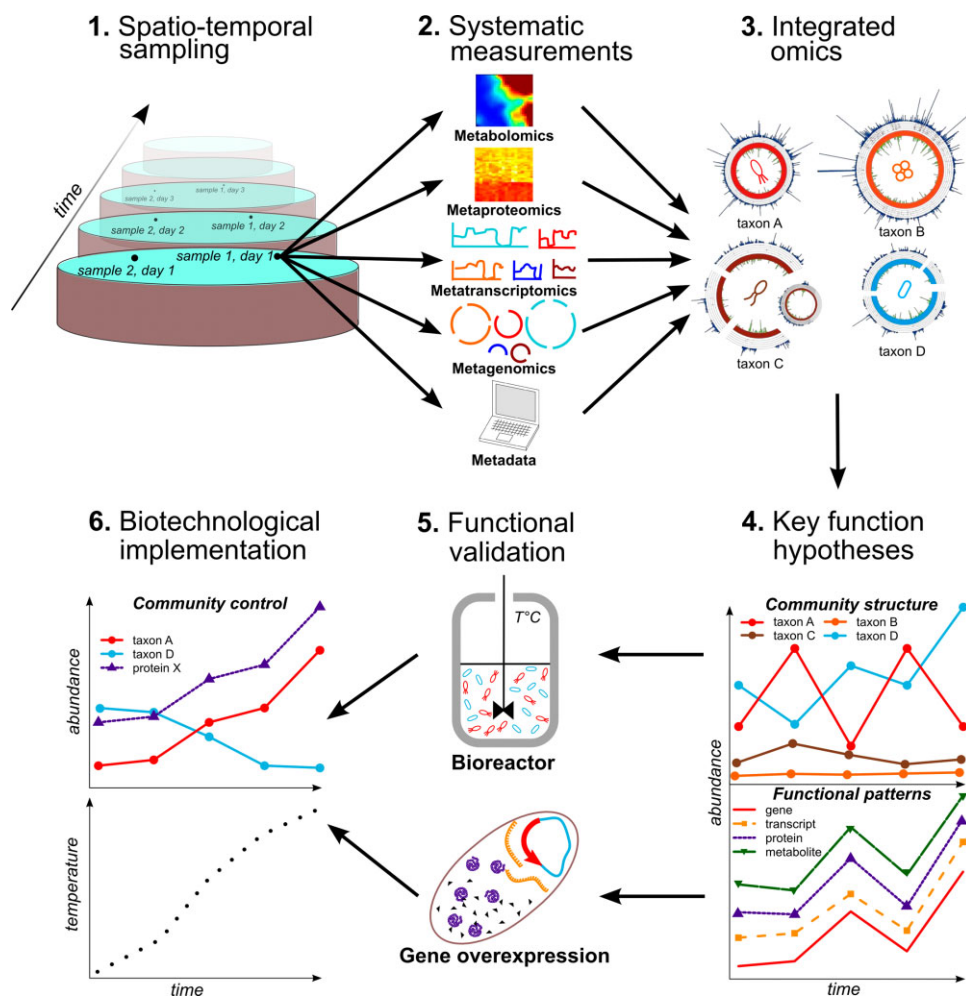 1. Spatio-temporal
sampling
time
sample 1, day 3
sample 2, day 3
sample 1, day 2
sample 2, day 2
sample 1, day 1
sample 2, day 1
2. Systematic
measurements
Metabolomics
Metaproteomics
Metatranscriptomics
Metagenomics
Metadata
3. Integrated
omics
taxon A
taxon B
taxon C
taxon D
6. Biotechnological
implementation
Community control
taxon A
taxon D
protein X
abundance
temperature
time
5. Functional
validation
T°C
Bioreactor
Gene overexpression
4. Key function
hypotheses
Community structure
taxon A
taxon B
taxon C
taxon D
abundance
Functional patterns
gene
transcript
protein
metabolite
time